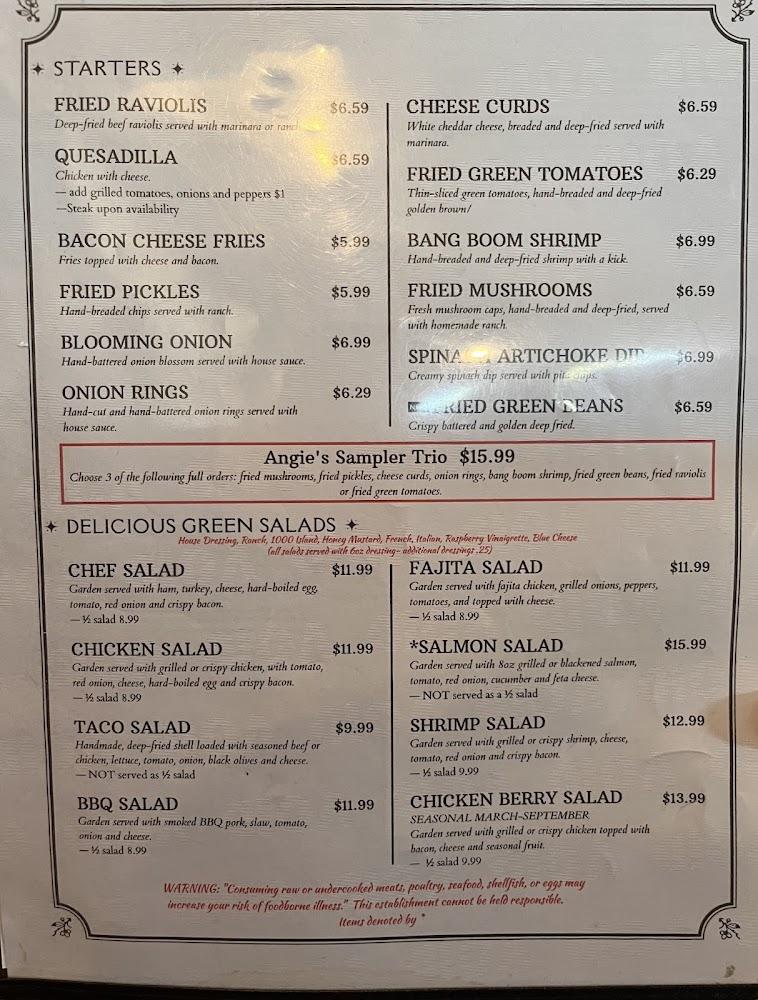 STARTERS
FRIED RAVIOLIS $6.59
Deep-fried beef raviolis served with marinara or
QUESADILLA $6.59
Chicken with cheese.
— add grilled tomatoes, onions and peppers $1
—Steak upon availability
BACON CHEESE FRIES $5.99
Fries topped with cheese and bacon.
FRIED PICKLES $5.99
Hand-breaded chips served with ranch.
BLOOMING ONION $6.99
Hand-battered onion blossom served with house sauce.
ONION RINGS $6.29
Hand-cut and hand-battered onion rings served with
house sauce.
CHEESE CURDS $6.59
White cheddar cheese, breaded and deep-fried served with
marinara.
FRIED GREEN TOMATOES $6.29
Thin-sliced green tomatoes, hand-breaded and deep-fried
golden brown/
BANG BOOM SHRIMP $6.99
Hand-breaded and deep-fried shrimp with a kick.
FRIED MUSHROOMS $6.59
Fresh mushroom caps, hand-breaded and deep-fried, served
with homemade ranch.
ARTICHOKE DIP $6.99
Creamy spinach dip served with pita chips.
FRIED GREEN BEANS $6.59
Crispy battered and golden deep fried.
Angie's Sampler Trio $15.99
Choose 3 of the following full orders: fried mushrooms, fried pickles, cheese curds, onion rings, bang boom shrimp, fried green beans, fried raviolis
or fried green tomatoes.
DELICIOUS GREEN SALADS
House Dressing, Ranch, 1000 Island, Honey Mustard, French, Italian, Raspberry Vinaigrette, Blue Cheese
(all salads served with 6oz dressing- additional dressings .25)
CHEF SALAD $11.99
Garden served with ham, turkey, cheese, hard-boiled egg,
tomato, red onion and crispy bacon.
— ½ salad 8.99
CHICKEN SALAD $11.99
Garden served with grilled or crispy chicken, with tomato,
red onion, cheese, hard-boiled egg and crispy bacon.
— ½ salad 8.99
TACO SALAD $9.99
Handmade, deep-fried shell loaded with seasoned beef or
chicken, lettuce, tomato, onion, black olives and cheese.
— NOT served as ½ salad
BBQ SALAD $11.99
Garden served with smoked BBQ pork, slaw, tomato,
onion and cheese.
— ½ salad 8.99
FAJITA SALAD $11.99
Garden served with fajita chicken, grilled onions, peppers,
tomatoes, and topped with cheese.
— ½ salad 8.99
*SALMON SALAD $15.99
Garden served with 8oz grilled or blackened salmon,
tomato, red onion, cucumber and feta cheese.
— NOT served as a ½ salad
SHRIMP SALAD $12.99
Garden served with grilled or crispy shrimp, cheese,
tomato, red onion and crispy bacon.
— ½ salad 9.99
CHICKEN BERRY SALAD $13.99
SEASONAL MARCH-SEPTEMBER
Garden served with grilled or crispy chicken topped with
bacon, cheese and seasonal fruit.
— ½ salad 9.99
WARNING: "Consuming raw or undercooked meats, poultry, seafood, shellfish, or eggs may
increase your risk of foodborne illness." This establishment cannot be held responsible.
Items denoted by *